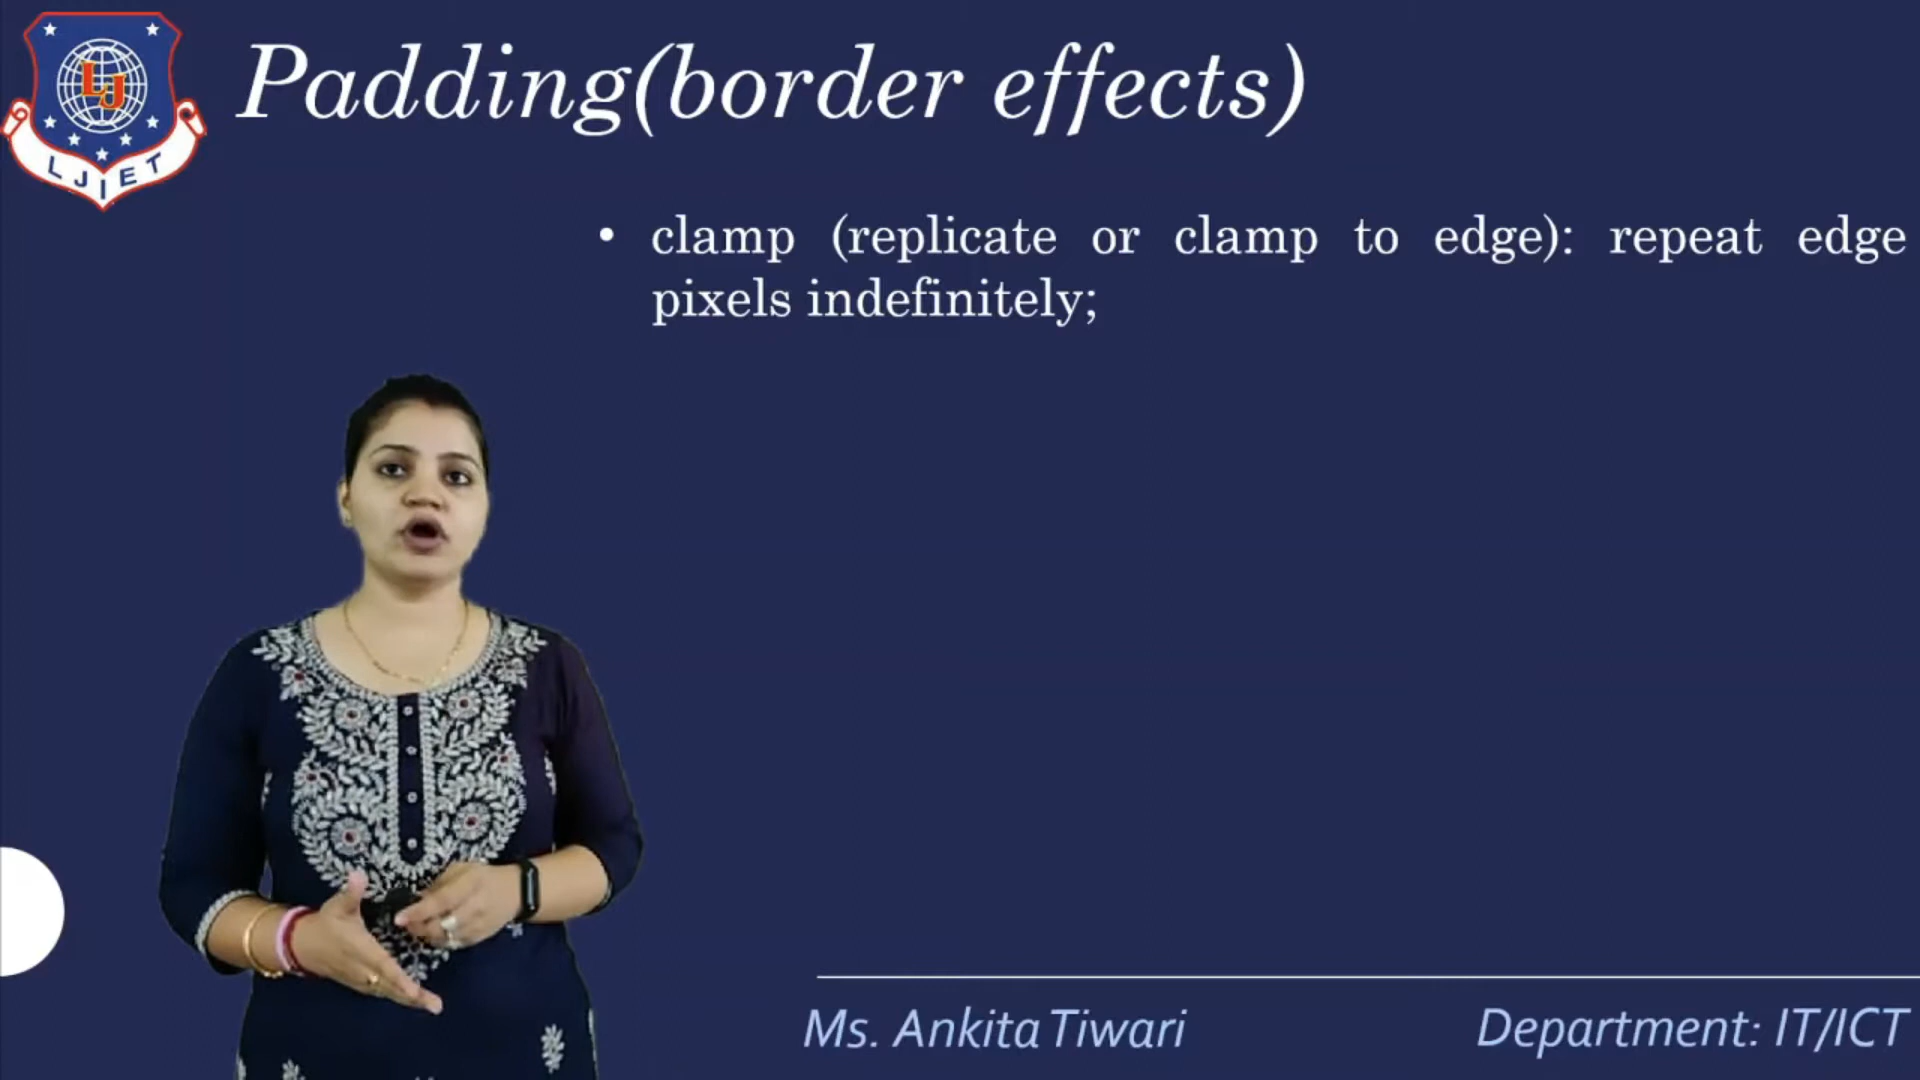 LJ
LJIET
Padding(border effects)
• clamp (replicate or clamp to edge): repeat edge
pixels indefinitely;
Ms. Ankita Tiwari
Department: IT/ICT